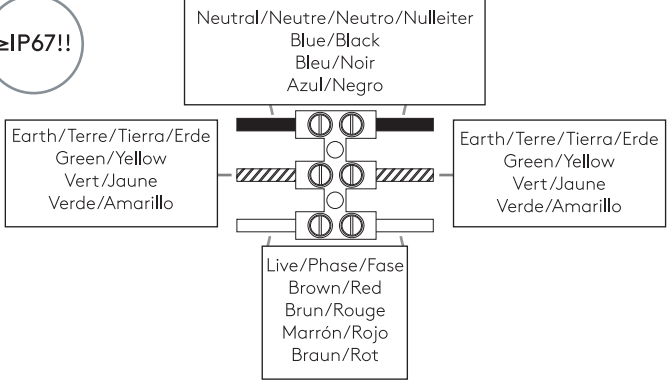 ≥IP67!!
Neutral/Neutre/Neutro/Nulleiter
Blue/Black
Bleu/Noir
Azul/Negro
Earth/Terre/Tierra/Erde
Green/Yellow
Vert/Jaune
Verde/Amarillo
Earth/Terre/Tierra/Erde
Green/Yellow
Vert/Jaune
Verde/Amarillo
Live/Phase/Fase
Brown/Red
Brun/Rouge
Marrón/Rojo
Braun/Rot